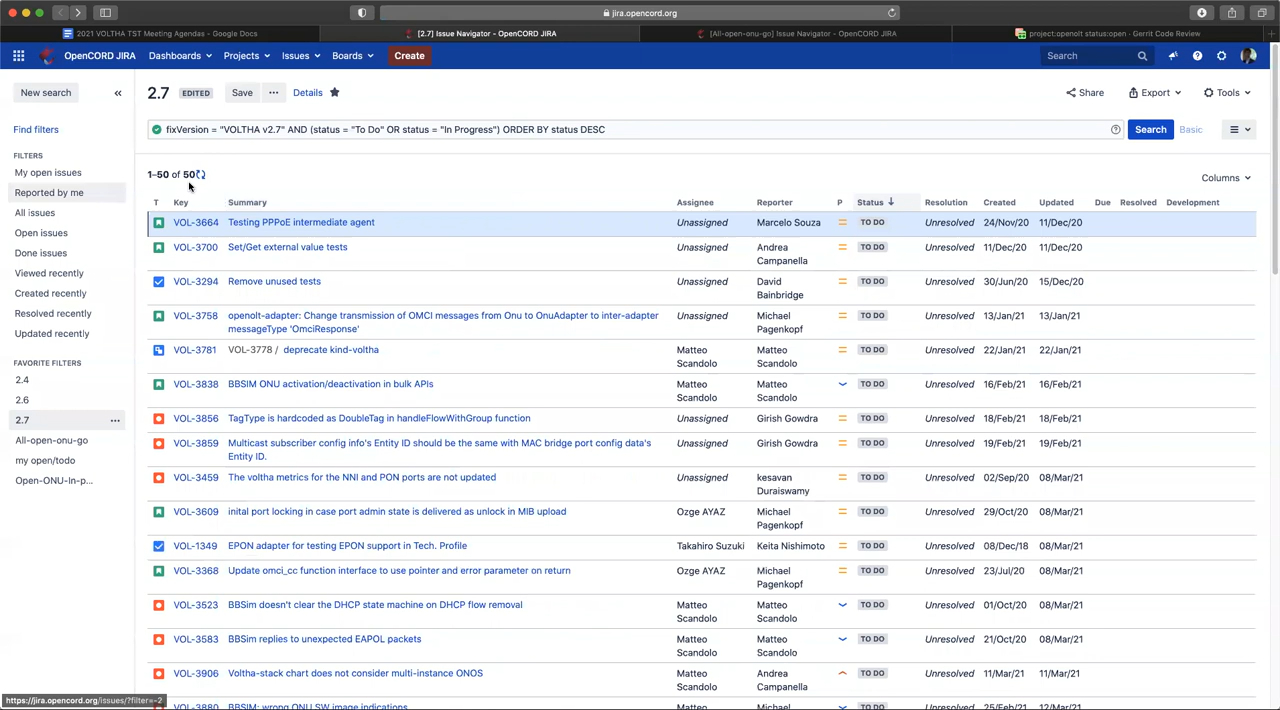 jira.opencord.org
2021 VOLTHA TST Meeting Agendas - Google Docs
[2.7] Issue Navigator - OpenCORD JIRA
[All-open-onu-go] Issue Navigator - OpenCORD JIRA
project:openolt status:open · Gerrit Code Review
OpenCORD JIRA
Dashboards
Projects
Issues
Boards
Create
Search
New search
«
2.7
EDITED
Save
Details
Share
Export
Tools
Find filters
fixVersion = "VOLTHA v2.7" AND (status = "To Do" OR status = "In Progress") ORDER BY status DESC
Search
Basic
FILTERS
My open issues
Reported by me
All issues
Open issues
Done issues
Viewed recently
Created recently
Resolved recently
Updated recently
FAVORITE FILTERS
2.4
2.6
2.7
All-open-onu-go
my open/todo
Open-ONU-In-p...
1–50 of 50
Columns
T Key Summary Assignee Reporter P Status Resolution Created Updated Due Resolved Development
VOL-3664 Testing PPPoE intermediate agent Unassigned Marcelo Souza TO DO Unresolved 24/Nov/20 11/Dec/20
VOL-3700 Set/Get external value tests Unassigned Andrea Campanella TO DO Unresolved 11/Dec/20 11/Dec/20
VOL-3294 Remove unused tests Unassigned David Bainbridge TO DO Unresolved 30/Jun/20 15/Dec/20
VOL-3758 openolt-adapter: Change transmission of OMCI messages from Onu to OnuAdapter to inter-adapter messageType 'OmciResponse' Unassigned Michael Pagenkopf TO DO Unresolved 13/Jan/21 13/Jan/21
VOL-3781 VOL-3778 / deprecate kind-voltha Matteo Scandolo Matteo Scandolo TO DO Unresolved 22/Jan/21 22/Jan/21
VOL-3838 BBSIM ONU activation/deactivation in bulk APIs Matteo Scandolo Matteo Scandolo TO DO Unresolved 16/Feb/21 16/Feb/21
VOL-3856 TagType is hardcoded as DoubleTag in handleFlowWithGroup function Unassigned Girish Gowdra TO DO Unresolved 18/Feb/21 18/Feb/21
VOL-3859 Multicast subscriber config info's Entity ID should be the same with MAC bridge port config data's Entity ID. Unassigned Girish Gowdra TO DO Unresolved 19/Feb/21 19/Feb/21
VOL-3459 The voltha metrics for the NNI and PON ports are not updated Unassigned kesavan Duraiswamy TO DO Unresolved 02/Sep/20 08/Mar/21
VOL-3609 inital port locking in case port admin state is delivered as unlock in MIB upload Ozge AYAZ Michael Pagenkopf TO DO Unresolved 29/Oct/20 08/Mar/21
VOL-1349 EPON adapter for testing EPON support in Tech. Profile Takahiro Suzuki Keita Nishimoto TO DO Unresolved 08/Dec/18 08/Mar/21
VOL-3368 Update omci_cc function interface to use pointer and error parameter on return Ozge AYAZ Michael Pagenkopf TO DO Unresolved 23/Jul/20 08/Mar/21
VOL-3523 BBSim doesn't clear the DHCP state machine on DHCP flow removal Matteo Scandolo Matteo Scandolo TO DO Unresolved 01/Oct/20 08/Mar/21
VOL-3583 BBSim replies to unexpected EAPOL packets Matteo Scandolo Matteo Scandolo TO DO Unresolved 21/Oct/20 08/Mar/21
VOL-3906 Voltha-stack chart does not consider multi-instance ONOS Matteo Scandolo Andrea Campanella TO DO Unresolved 11/Mar/21 11/Mar/21
VOL-3880 BBSIM: wrong ONU SW image indications Matteo Michael TO DO Unresolved 25/Feb/21 12/Mar/21
https://jira.opencord.org/issues/?filter=-2